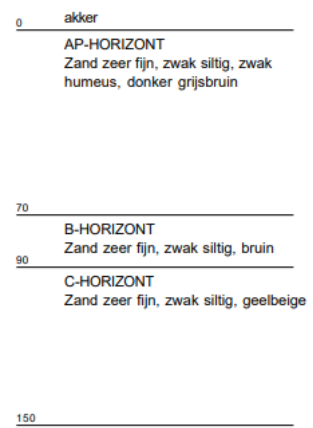 0 akker
AP-HORIZONT
Zand zeer fijn, zwak siltig, zwak
humeus, donker grijsbruin
70
B-HORIZONT
Zand zeer fijn, zwak siltig, bruin
90
C-HORIZONT
Zand zeer fijn, zwak siltig, geelbeige
150